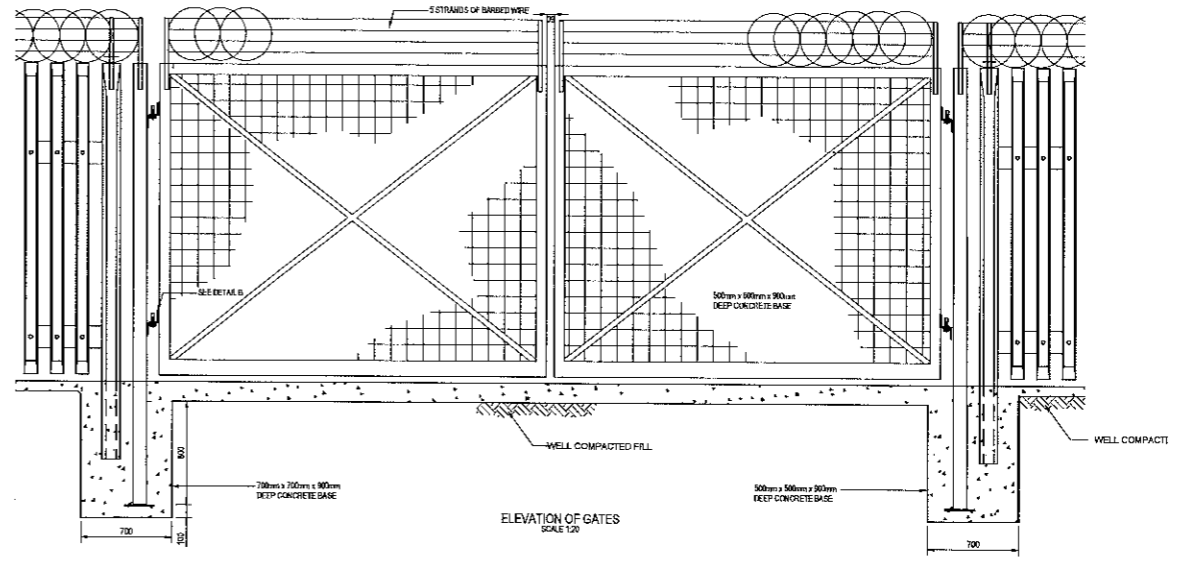 5 STRANDS OF BARBED WIRE
SEE DETAIL B.
500mm x 500mm x 900mm
DEEP CONCRETE BASE
WELL COMPACTED FILL
WELL COMPACTI
800
700mm x 700mm x 900mm
DEEP CONCRETE BASE
500mm x 500mm x 900mm
DEEP CONCRETE BASE
ELEVATION OF GATES
SCALE 1:20
700
100
700